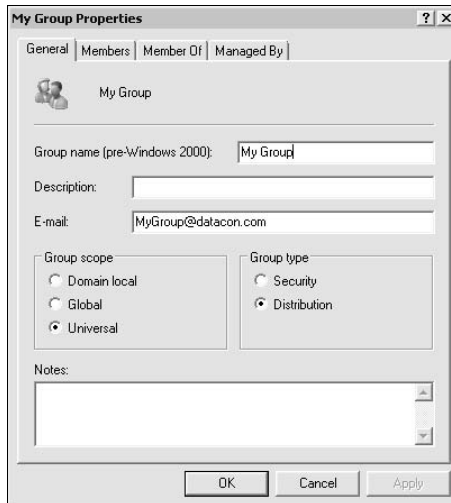 My Group Properties
General Members Member Of Managed By
My Group
Group name (pre-Windows 2000): My Group
Description:
E-mail: MyGroup@datacon.com
Group scope
Domain local
Global
Universal
Group type
Security
Distribution
Notes:
OK Cancel Apply